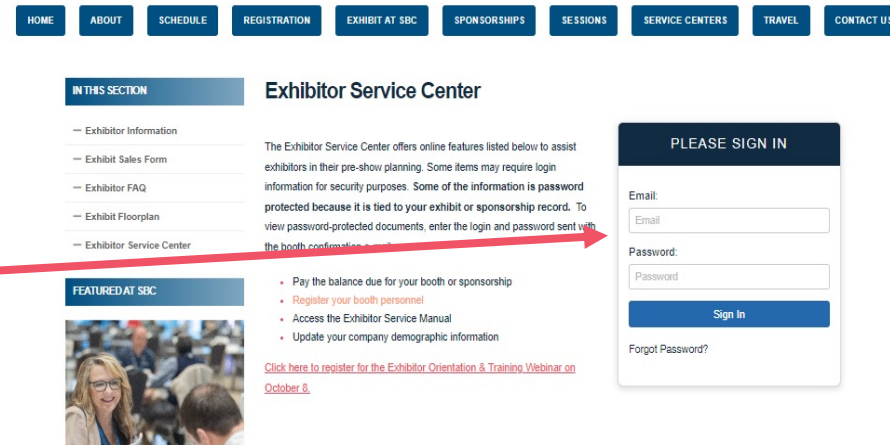 HOME ABOUT SCHEDULE REGISTRATION EXHIBIT AT SBC SPONSORSHIPS SESSIONS SERVICE CENTERS TRAVEL CONTACT US
IN THIS SECTION
— Exhibitor Information
— Exhibit Sales Form
— Exhibitor FAQ
— Exhibit Floorplan
— Exhibitor Service Center
FEATURED AT SBC
Exhibitor Service Center
The Exhibitor Service Center offers online features listed below to assist
exhibitors in their pre-show planning. Some items may require login
information for security purposes. Some of the information is password
protected because it is tied to your exhibit or sponsorship record. To
view password-protected documents, enter the login and password sent with
the booth confirmation
• Pay the balance due for your booth or sponsorship
• Register your booth personnel
• Access the Exhibitor Service Manual
• Update your company demographic information
Click here to register for the Exhibitor Orientation & Training Webinar on
October 8.
PLEASE SIGN IN
Email:
Email
Password:
Password
Sign In
Forgot Password?